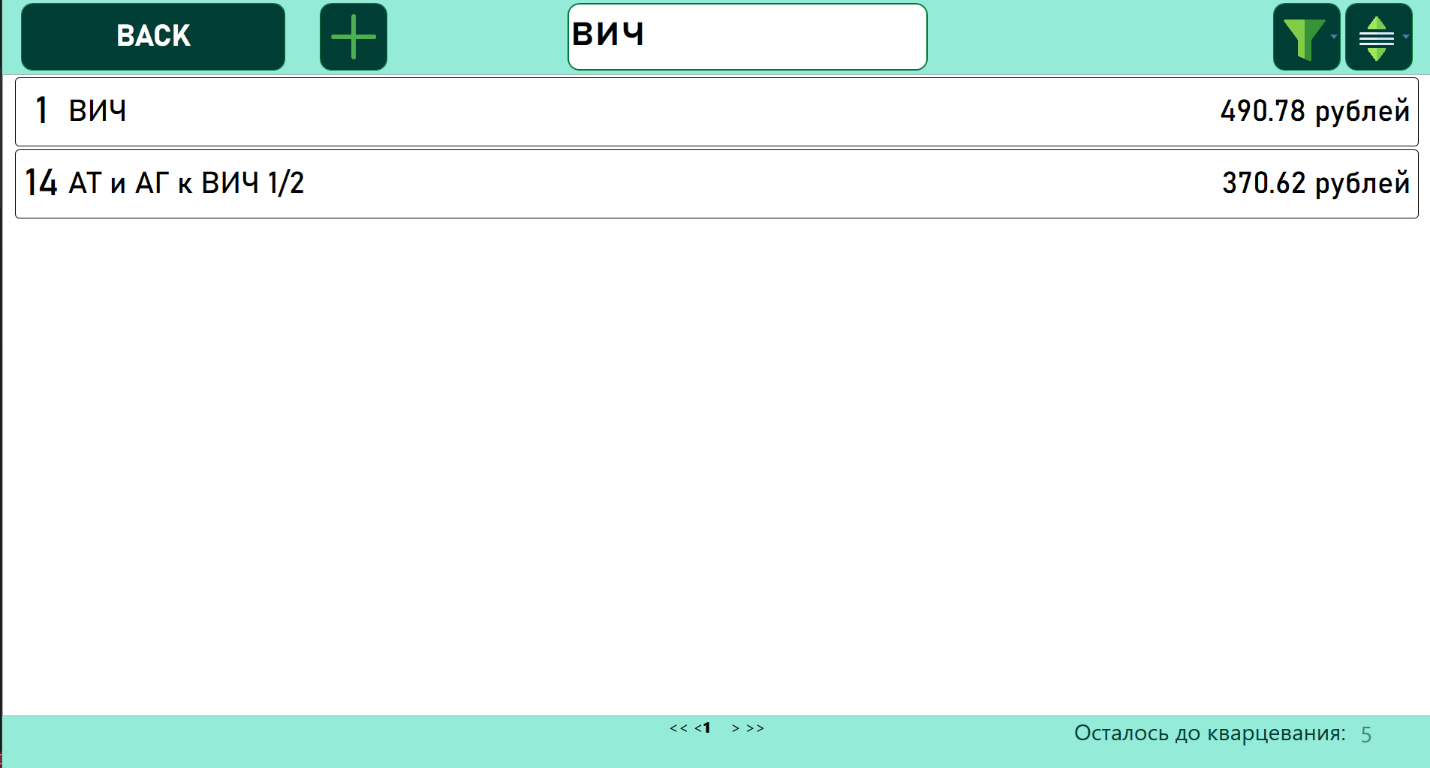 BACK
ВИЧ
1 ВИЧ 490.78 рублей
14 АТ и АГ к ВИЧ 1/2 370.62 рублей
<< <1 > >>
Осталось до кварцевания: 5